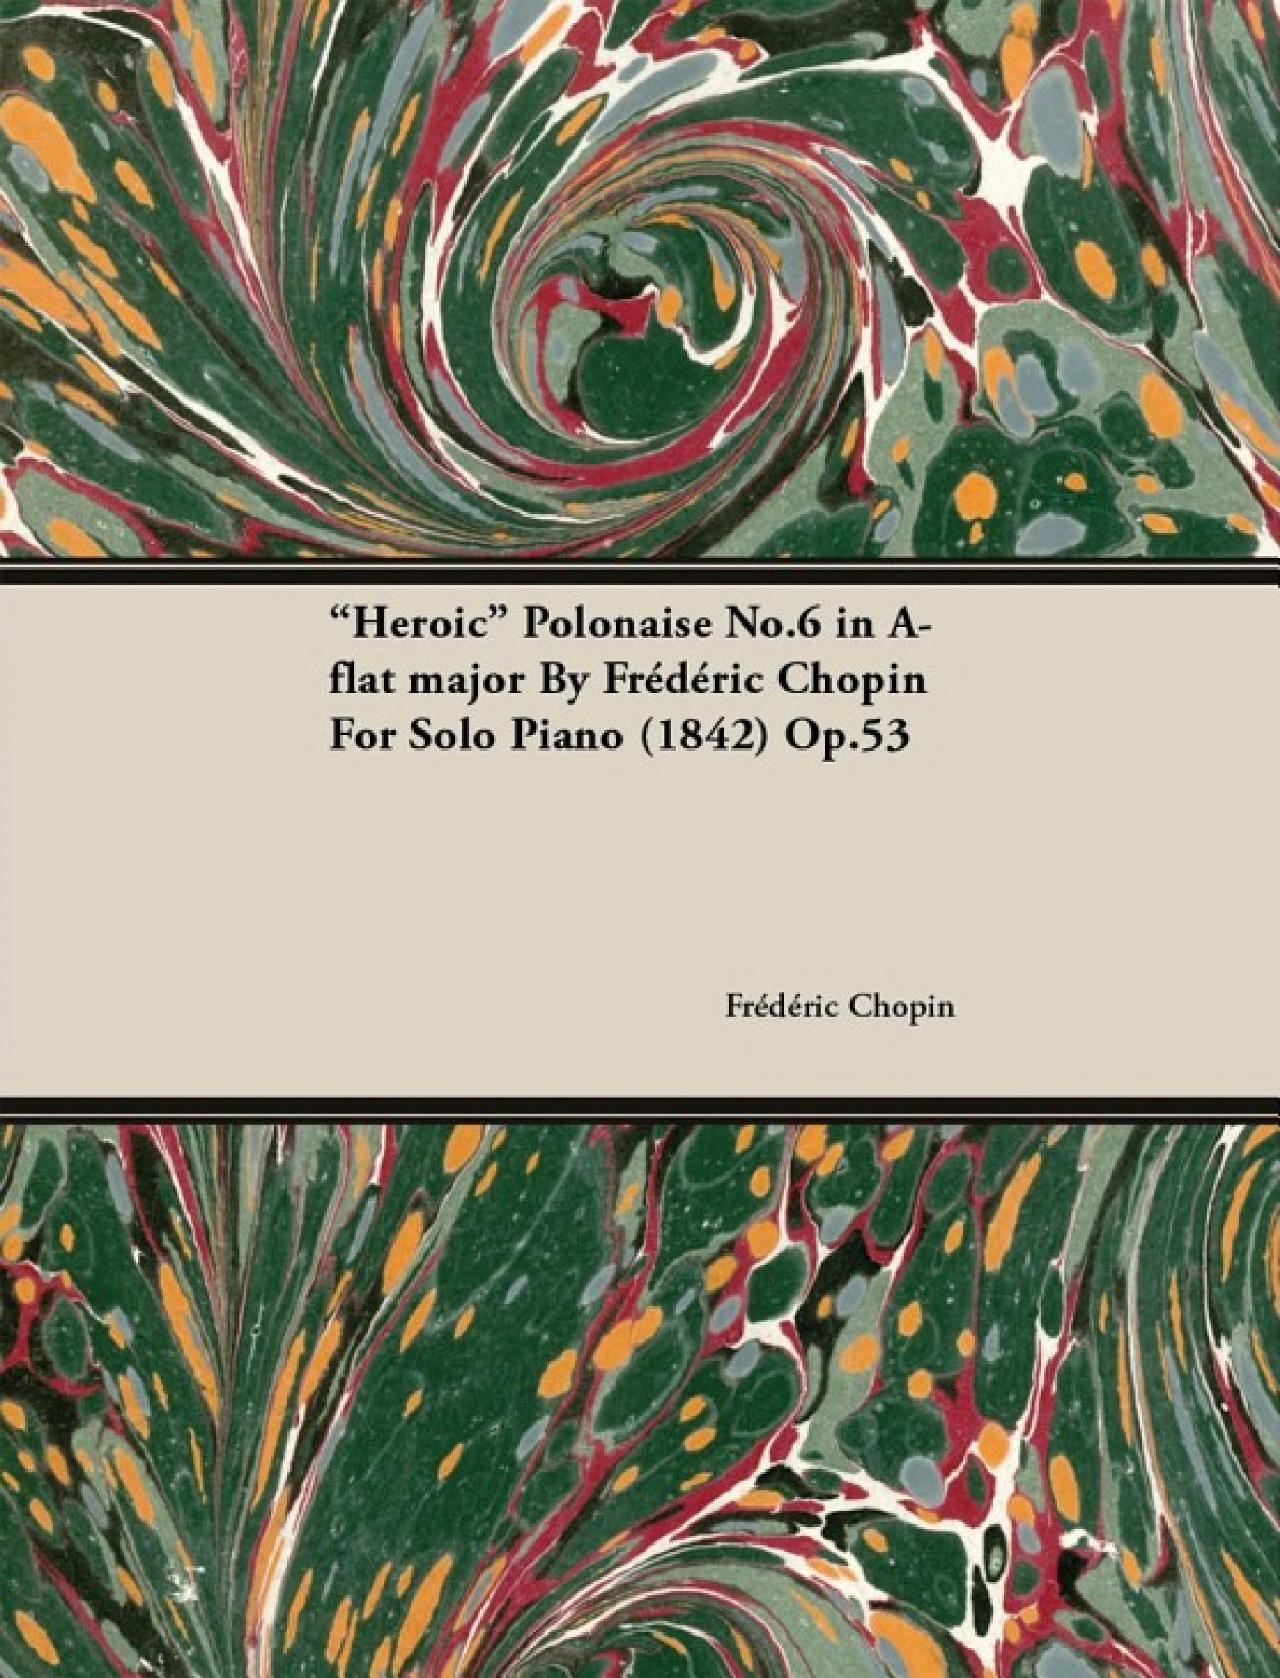 “Heroic” Polonaise No.6 in A-
flat major By Frédéric Chopin
For Solo Piano (1842) Op.53
Frédéric Chopin